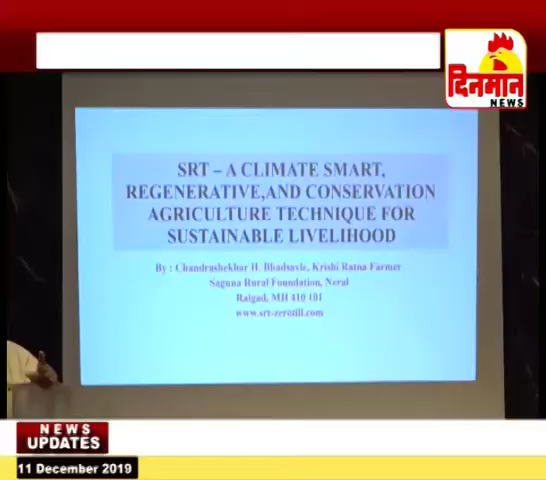 दिनमान
NEWS
SRT – A CLIMATE SMART,
REGENERATIVE,AND CONSERVATION
AGRICULTURE TECHNIQUE FOR
SUSTAINABLE LIVELIHOOD
By : Chandrashekhar H. Bhadsavle, Krishi Ratna Farmer
Saguna Rural Foundation, Neral
Raigad, MH 410 101
www.srt-zerotill.com
NEWS
UPDATES
11 December 2019